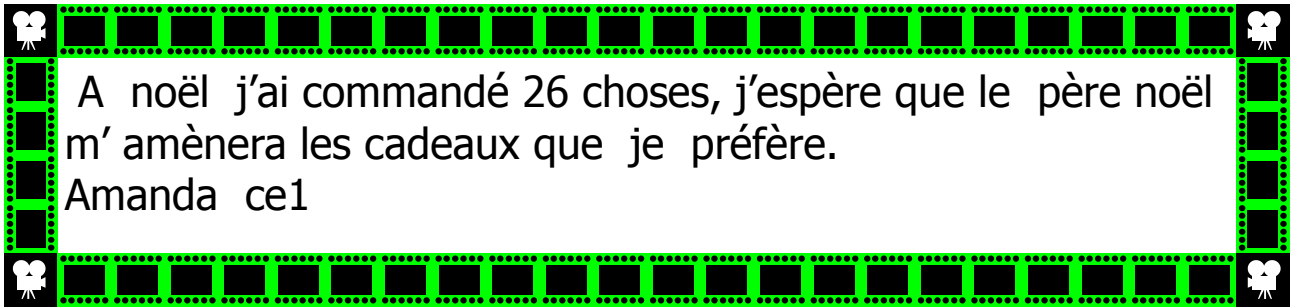 A noël j'ai commandé 26 choses, j'espère que le père noël
m' amènera les cadeaux que je préfère.
Amanda ce1